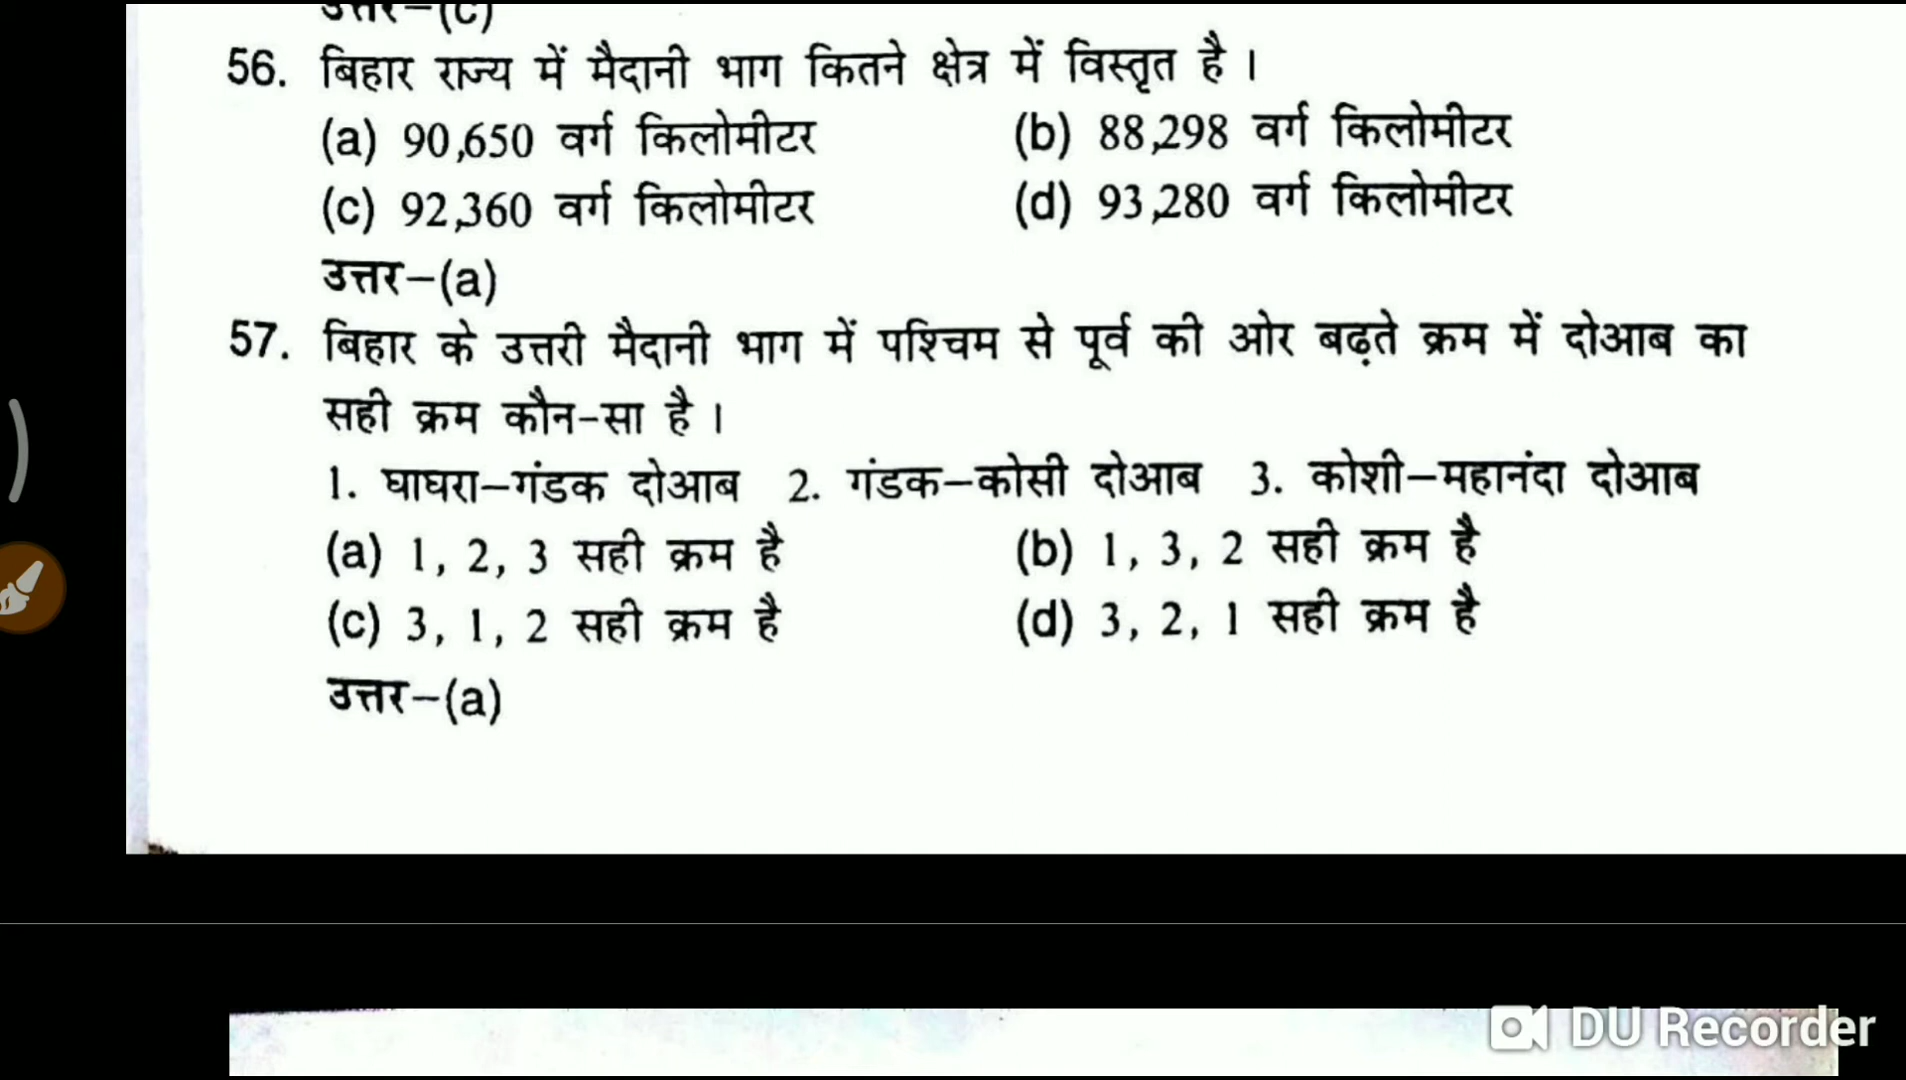 उत्तर–(c)
56. बिहार राज्य में मैदानी भाग कितने क्षेत्र में विस्तृत है ।
(a) 90,650 वर्ग किलोमीटर (b) 88,298 वर्ग किलोमीटर
(c) 92,360 वर्ग किलोमीटर (d) 93,280 वर्ग किलोमीटर
उत्तर–(a)
57. बिहार के उत्तरी मैदानी भाग में पश्चिम से पूर्व की ओर बढ़ते क्रम में दोआब का
सही क्रम कौन-सा है ।
1. घाघरा–गंडक दोआब 2. गंडक–कोसी दोआब 3. कोशी–महानंदा दोआब
(a) 1, 2, 3 सही क्रम है (b) 1, 3, 2 सही क्रम है
(c) 3, 1, 2 सही क्रम है (d) 3, 2, 1 सही क्रम है
उत्तर–(a)
DU Recorder